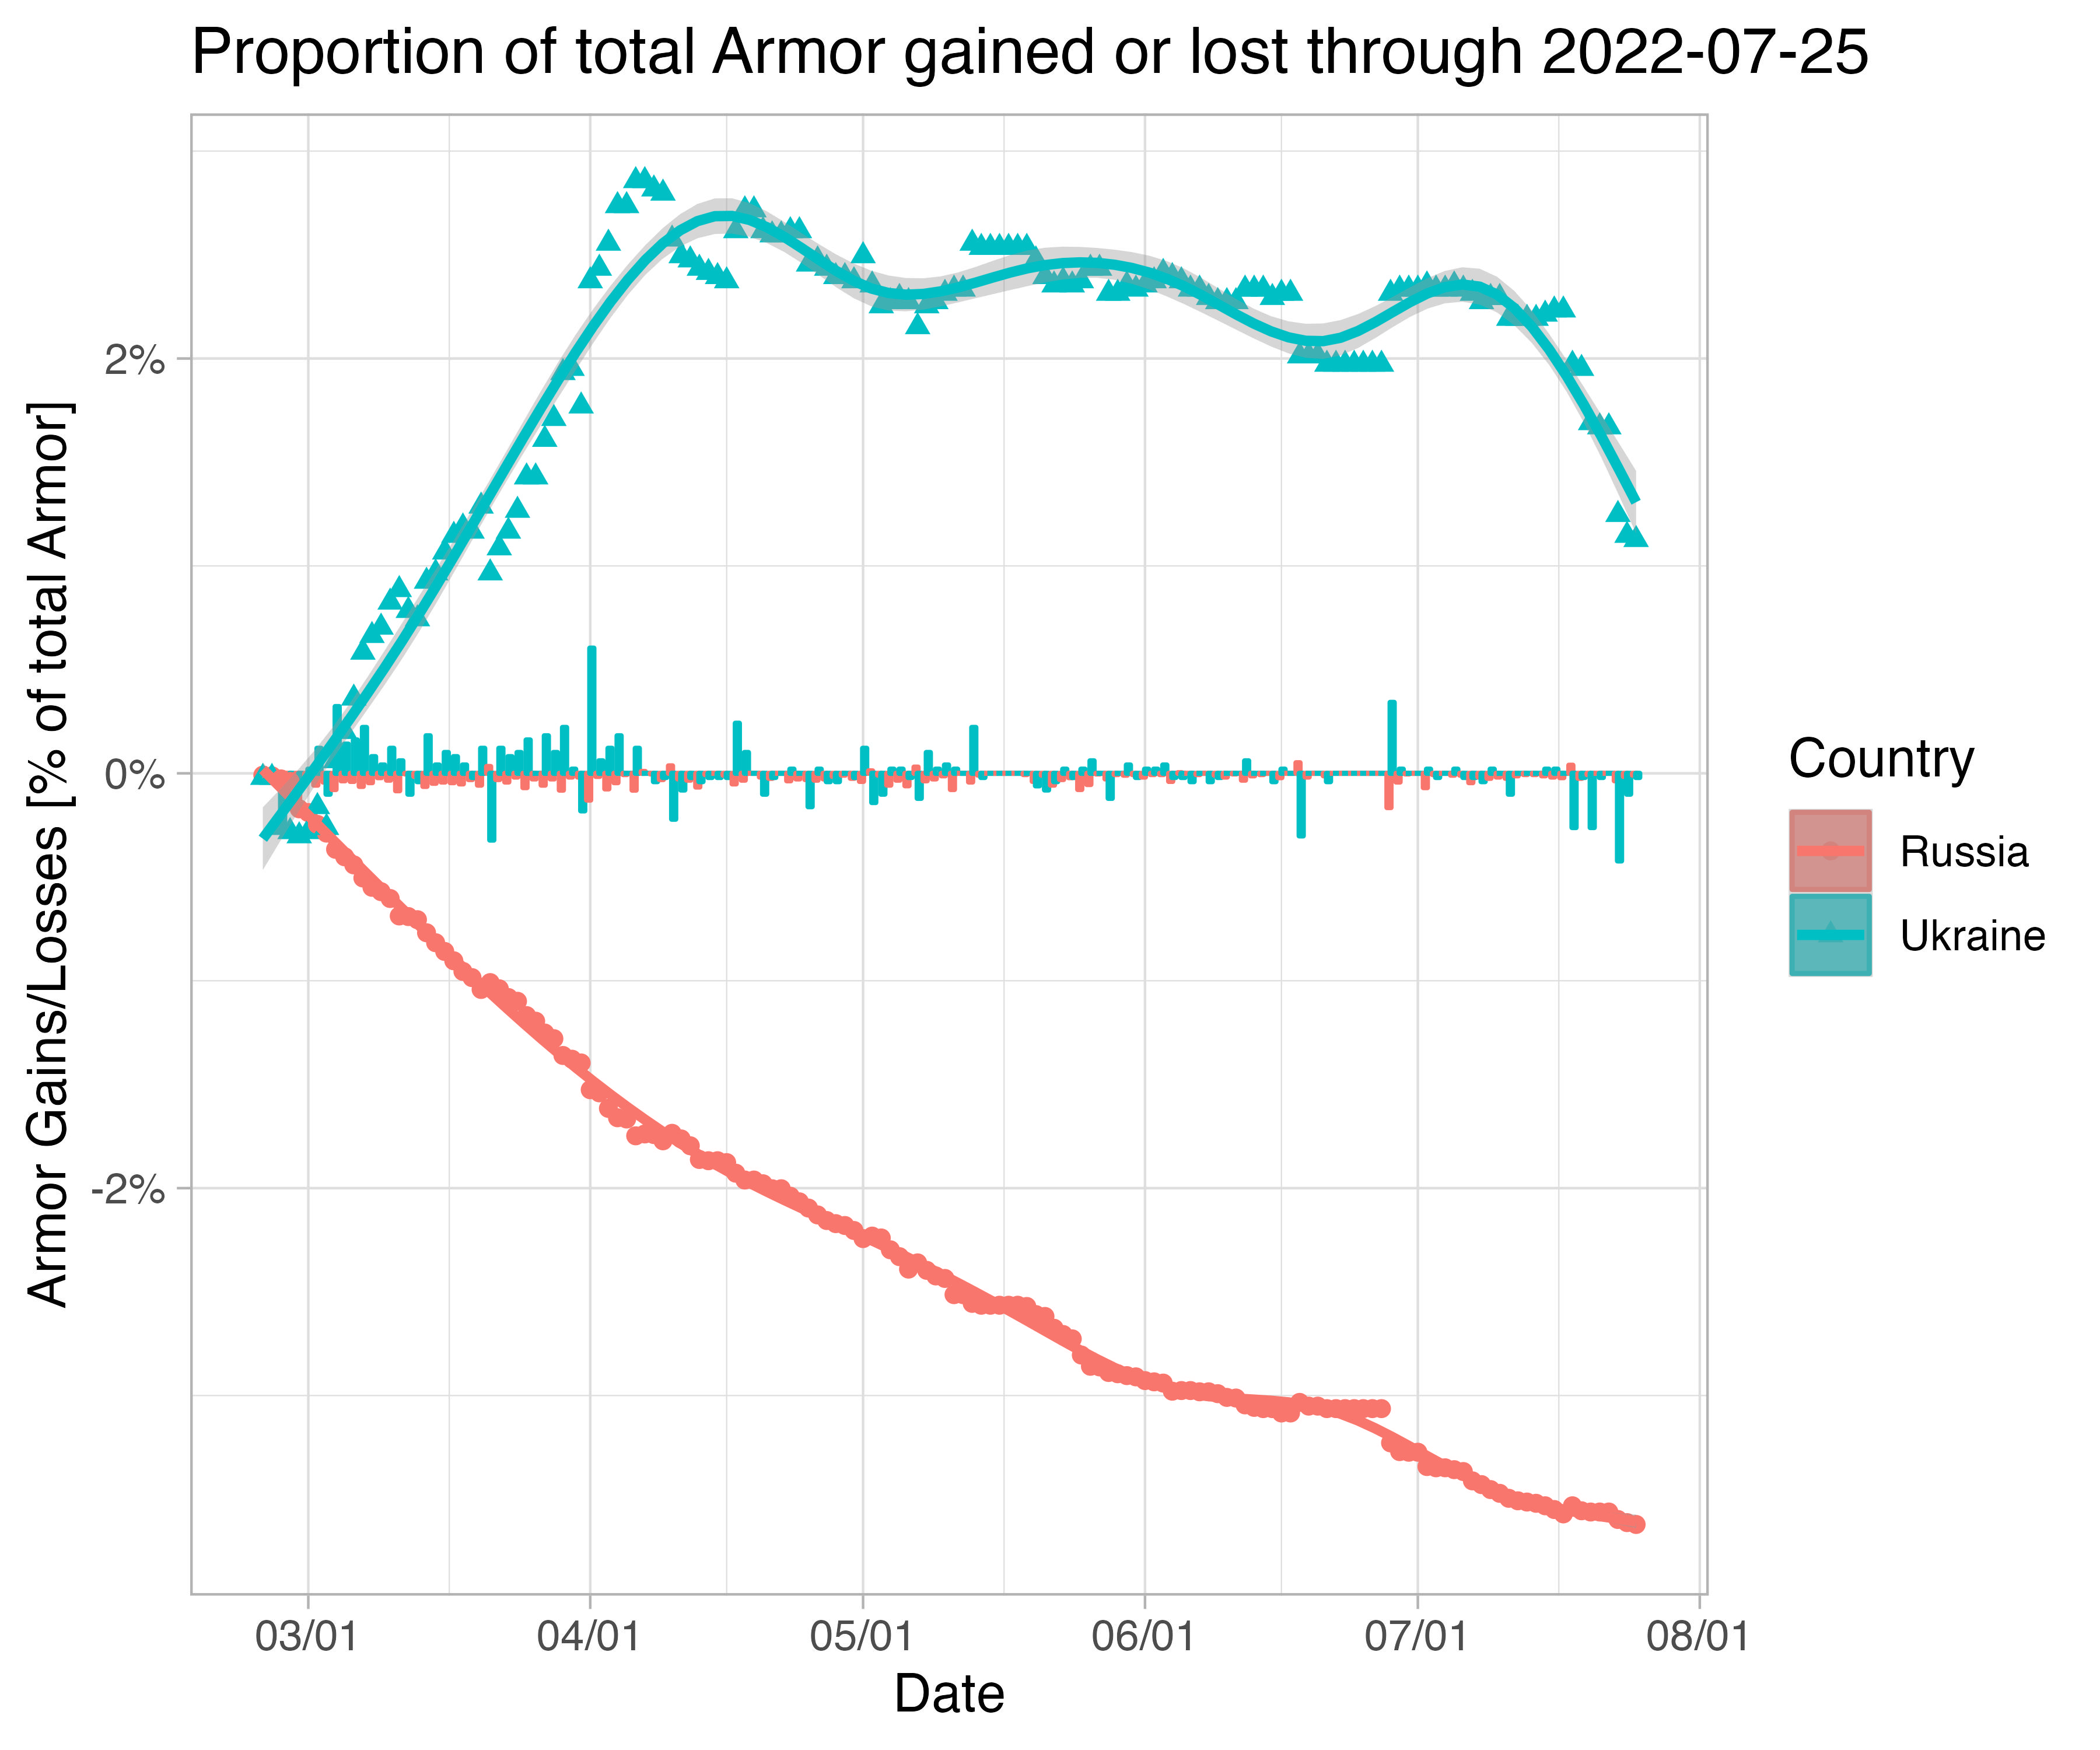 Proportion of total Armor gained or lost through 2022-07-25
Armor Gains/Losses [% of total Armor]
2%
0%
-2%
03/01 04/01 05/01 06/01 07/01 08/01
Date
Country
Russia
Ukraine